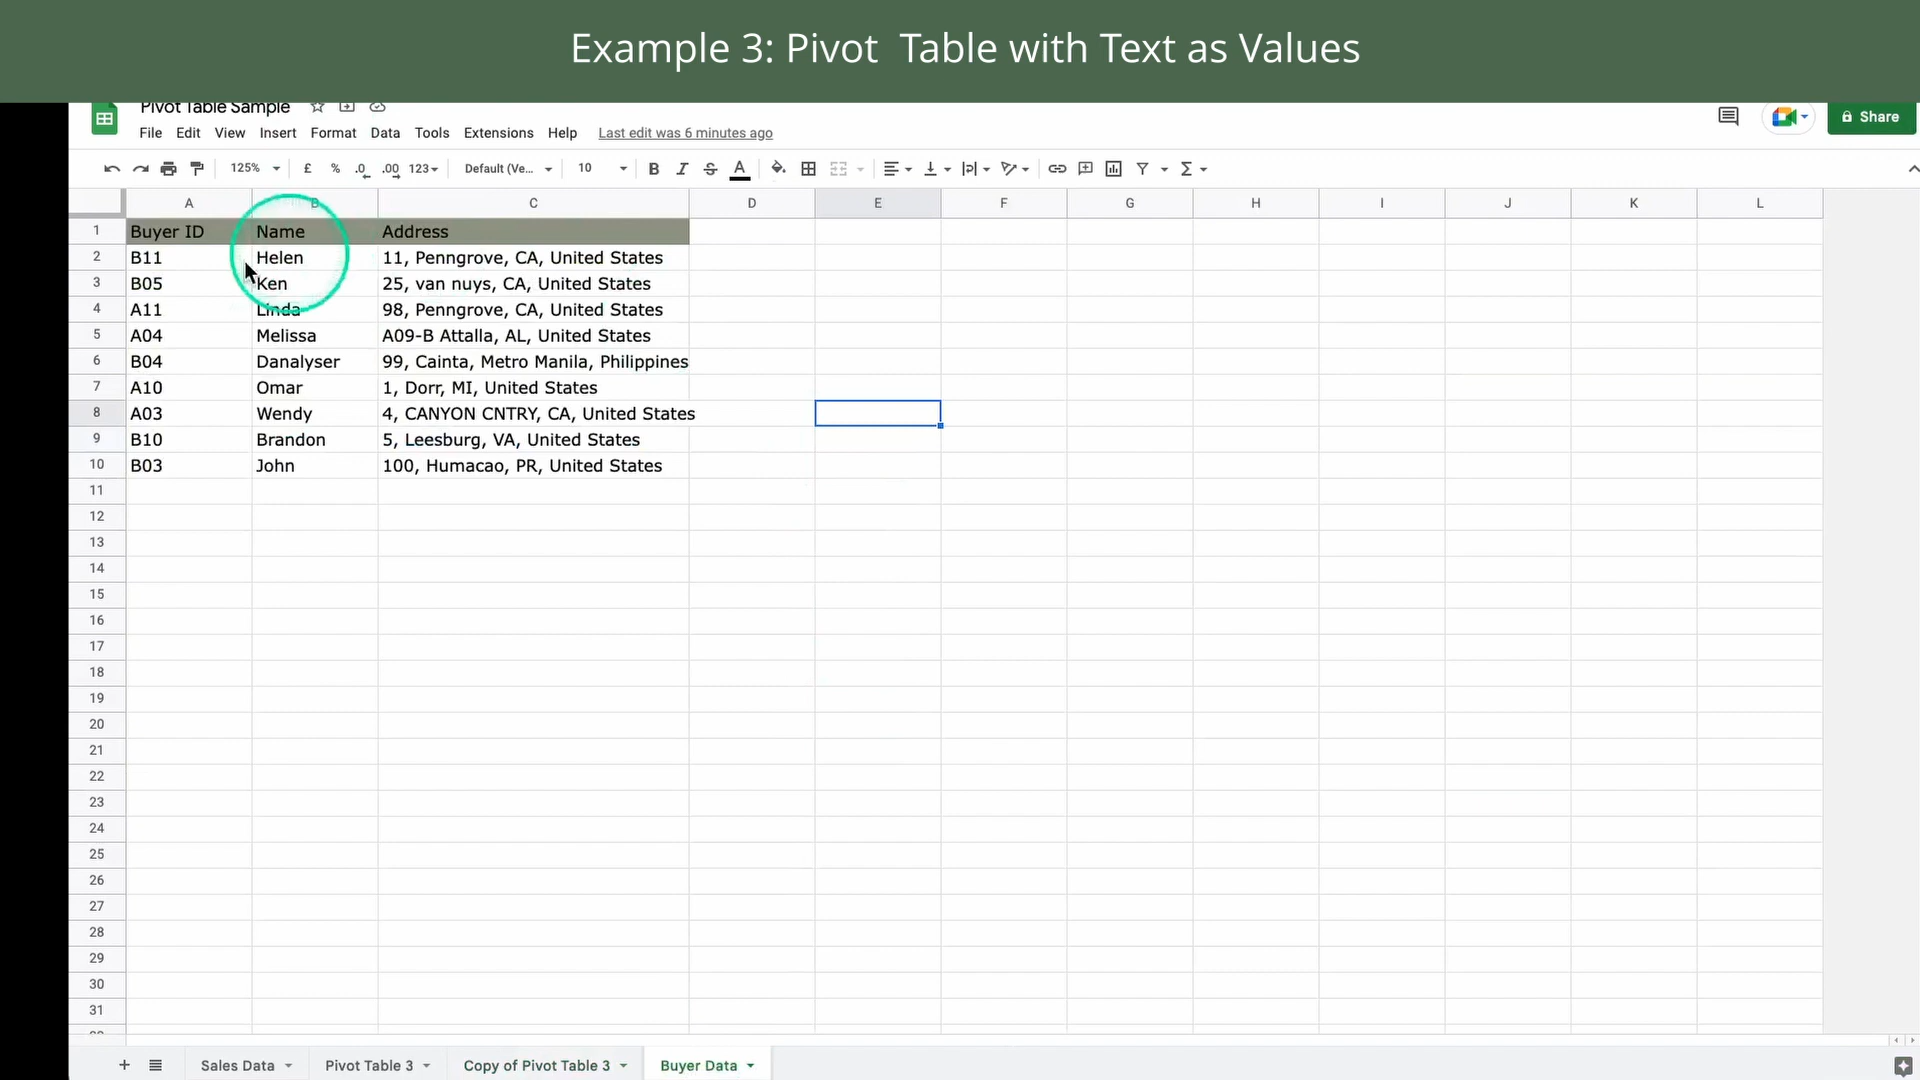 Example 3: Pivot Table with Text as Values
Pivot Table Sample
File Edit View Insert Format Data Tools Extensions Help Last edit was 6 minutes ago
Share
125% £ % .0 .00 123 Default (Ve... 10 B I S A Σ
A B C D E F G H I J K L
1 Buyer ID Name Address
2 B11 Helen 11, Penngrove, CA, United States
3 B05 Ken 25, van nuys, CA, United States
4 A11 Linda 98, Penngrove, CA, United States
5 A04 Melissa A09-B Attalla, AL, United States
6 B04 Danalyser 99, Cainta, Metro Manila, Philippines
7 A10 Omar 1, Dorr, MI, United States
8 A03 Wendy 4, CANYON CNTRY, CA, United States
9 B10 Brandon 5, Leesburg, VA, United States
10 B03 John 100, Humacao, PR, United States
11
12
13
14
15
16
17
18
19
20
21
22
23
24
25
26
27
28
29
30
31
+ Sales Data Pivot Table 3 Copy of Pivot Table 3 Buyer Data